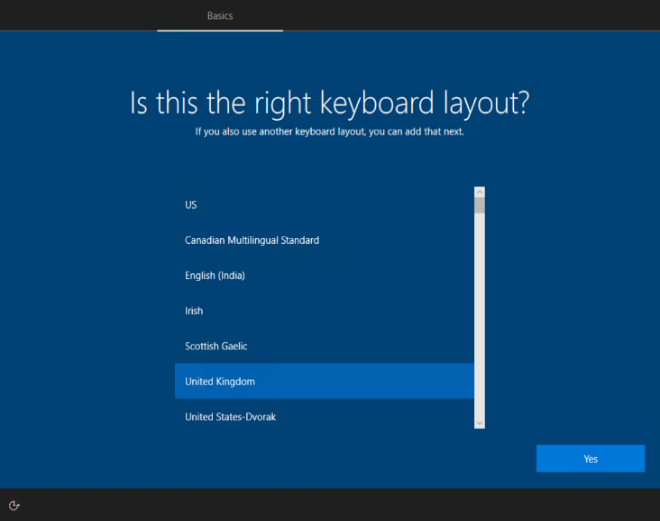 Basics
Is this the right keyboard layout?
If you also use another keyboard layout, you can add that next.
US
Canadian Multilingual Standard
English (India)
Irish
Scottish Gaelic
United Kingdom
United States-Dvorak
Yes